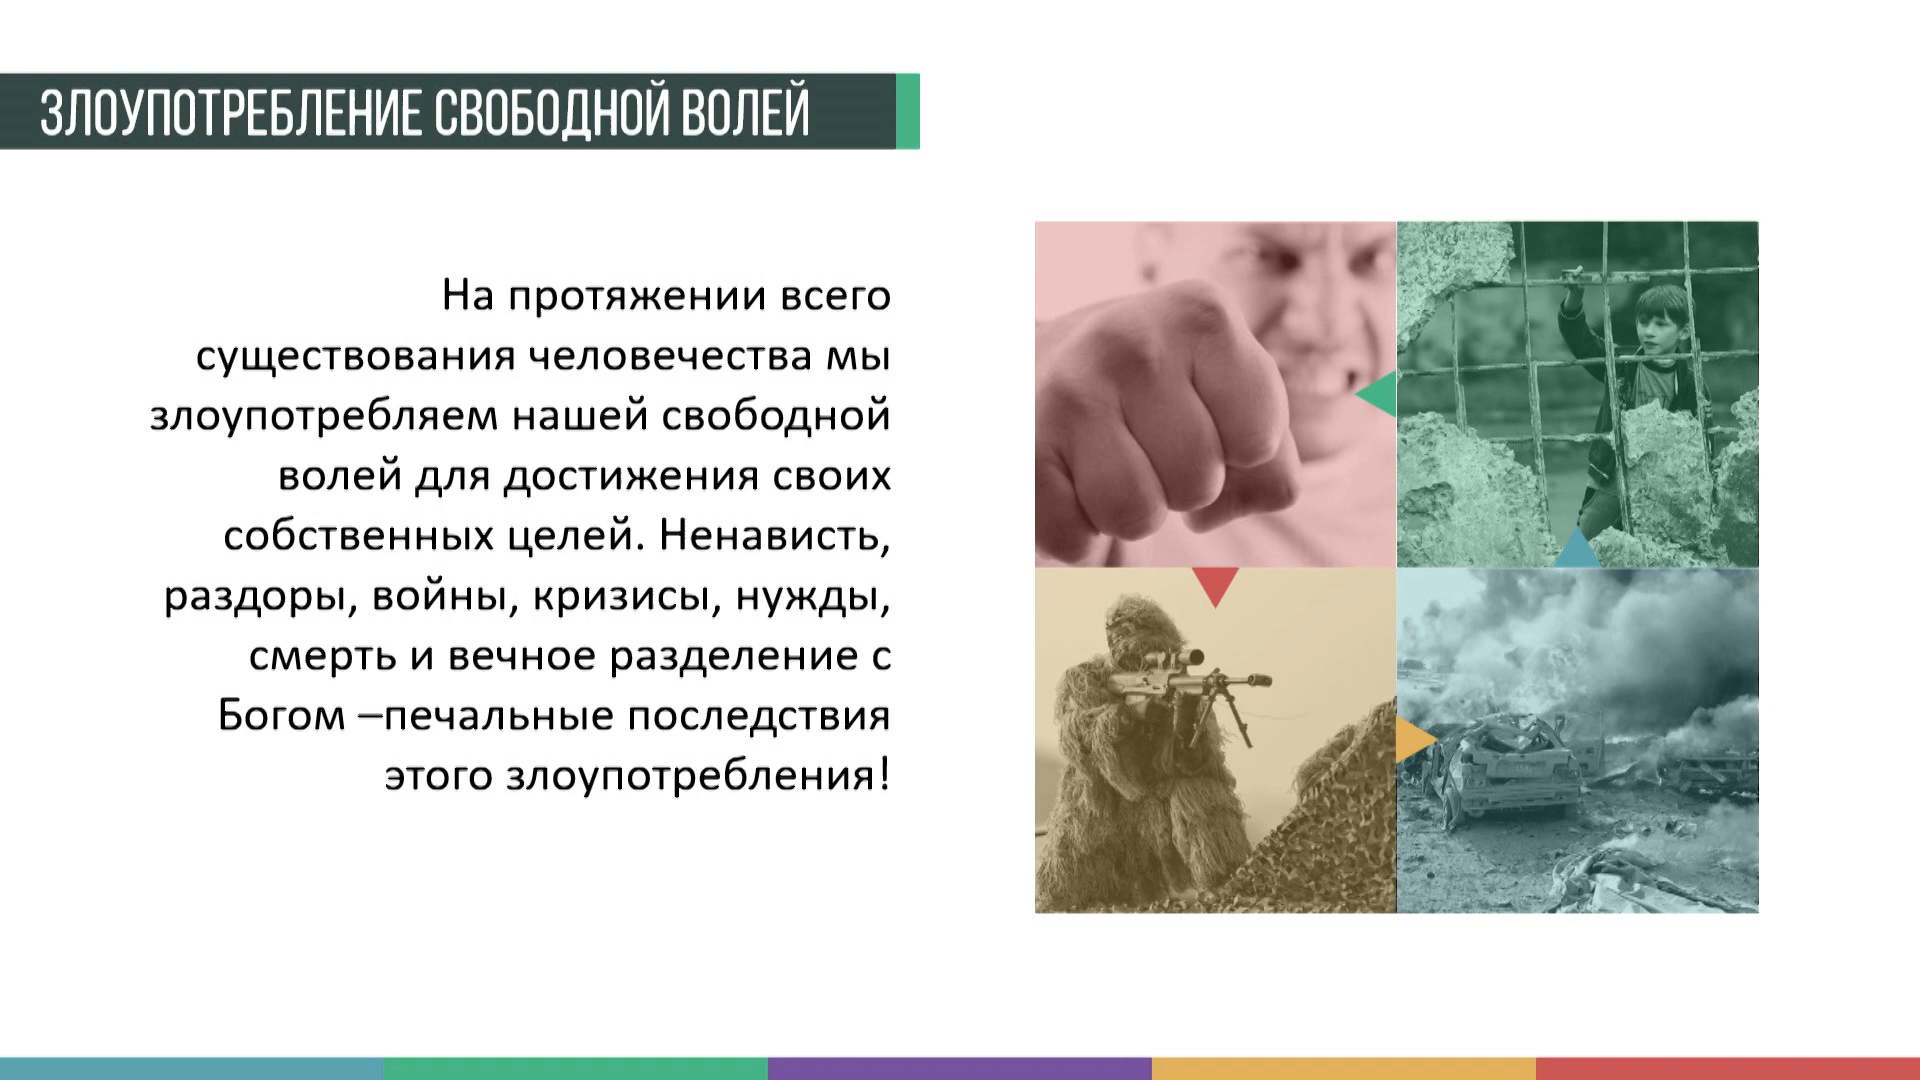 ЗЛОУПОТРЕБЛЕНИЕ СВОБОДНОЙ ВОЛЕЙ
На протяжении всего
существования человечества мы
злоупотребляем нашей свободной
волей для достижения своих
собственных целей. Ненависть,
раздоры, войны, кризисы, нужды,
смерть и вечное разделение с
Богом –печальные последствия
этого злоупотребления!